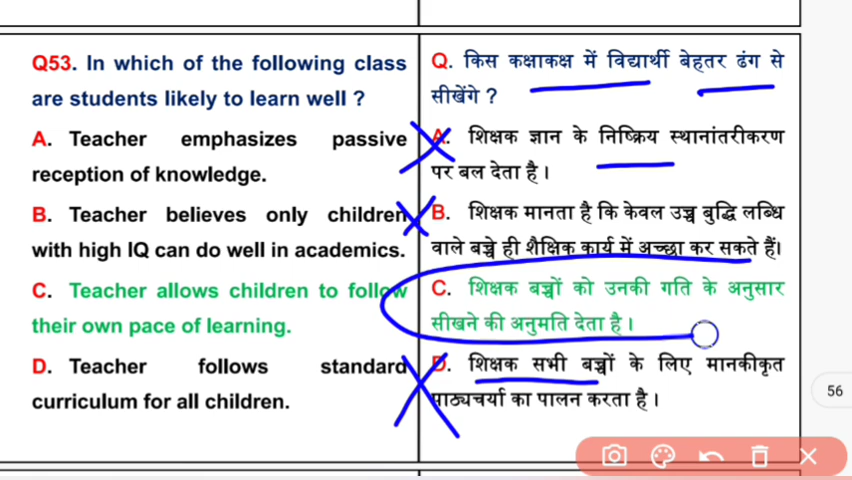 Q53. In which of the following class
are students likely to learn well ?
A. Teacher emphasizes passive
reception of knowledge.
B. Teacher believes only children
with high IQ can do well in academics.
C. Teacher allows children to follow
their own pace of learning.
D. Teacher follows standard
curriculum for all children.
Q. किस कक्षाकक्ष में विद्यार्थी बेहतर ढंग से
सीखेंगे ?
A. शिक्षक ज्ञान के निष्क्रिय स्थानांतरीकरण
पर बल देता है।
B. शिक्षक मानता है कि केवल उच्च बुद्धि लब्धि
वाले बच्चे ही शैक्षिक कार्य में अच्छा कर सकते हैं।
C. शिक्षक बच्चों को उनकी गति के अनुसार
सीखने की अनुमति देता है।
D. शिक्षक सभी बच्चों के लिए मानकीकृत
पाठ्यचर्या का पालन करता है।
56